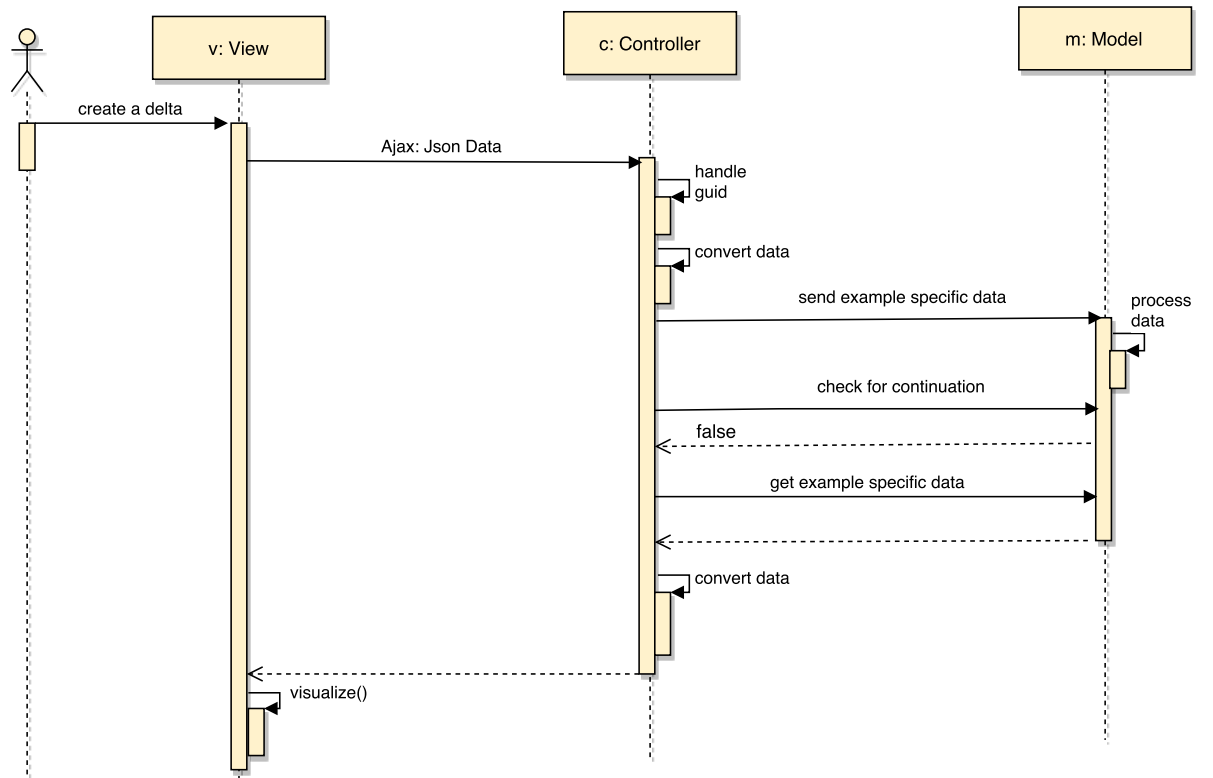 v: View
c: Controller
m: Model
create a delta
Ajax: Json Data
handle
guid
convert data
send example specific data
process
data
check for continuation
false
get example specific data
convert data
visualize()